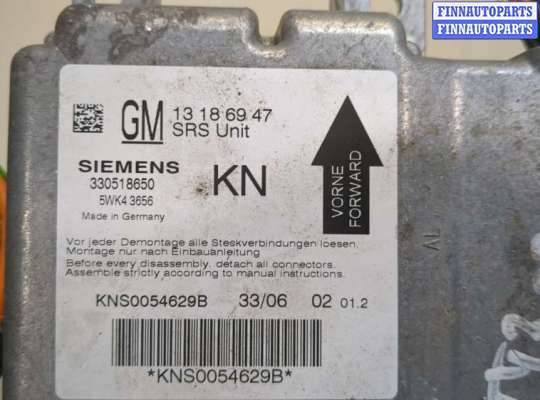 FINNAUTOPARTS
FINNAUTOPARTS
GM 13 18 69 47
SRS Unit
SIEMENS
330518650
KN
5WK4 3656
Made in Germany
VORNE
FORWARD
Vor jeder Demontage alle Steckverbindungen loesen.
Montage nur nach Einbauanleitung
Before every disassembly, detach all connectors.
Assemble strictly according to manual instructions.
KNS0054629B 33/06 02 01.2
*KNS0054629B*